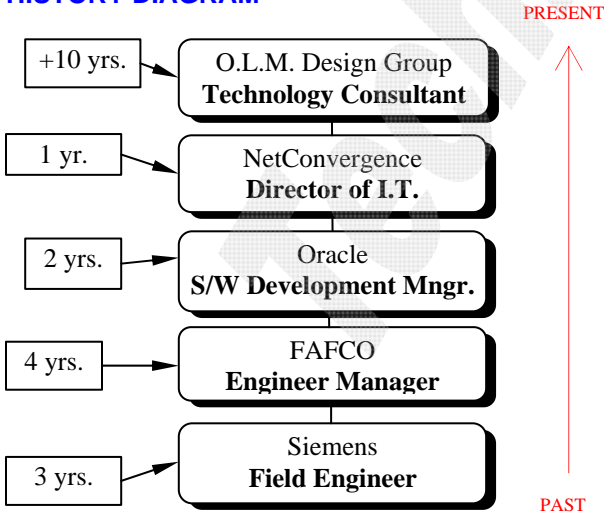 HISTORY DIAGRAM
PRESENT
+10 yrs.
O.L.M. Design Group
Technology Consultant
1 yr.
NetConvergence
Director of I.T.
2 yrs.
Oracle
S/W Development Mngr.
4 yrs.
FAFCO
Engineer Manager
3 yrs.
Siemens
Field Engineer
PAST